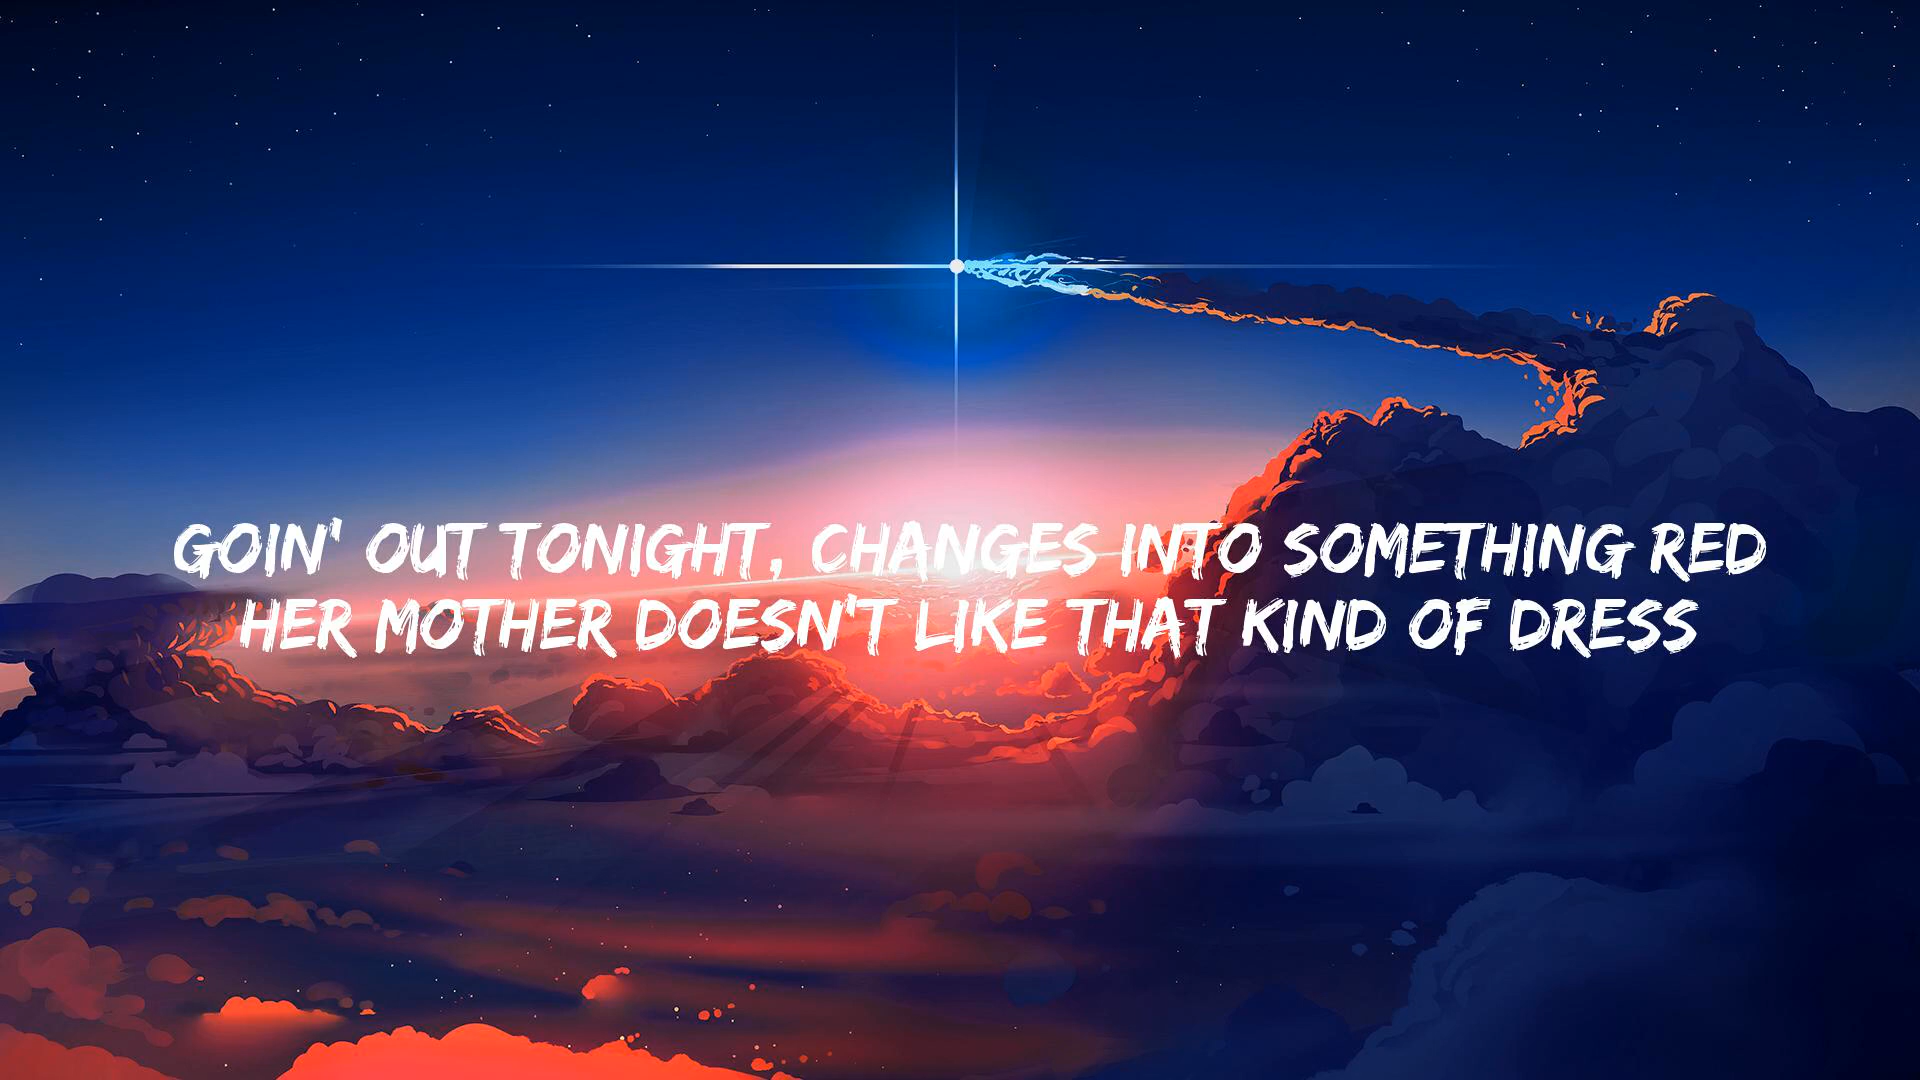 GOIN' OUT TONIGHT, CHANGES INTO SOMETHING RED
HER MOTHER DOESN'T LIKE THAT KIND OF DRESS